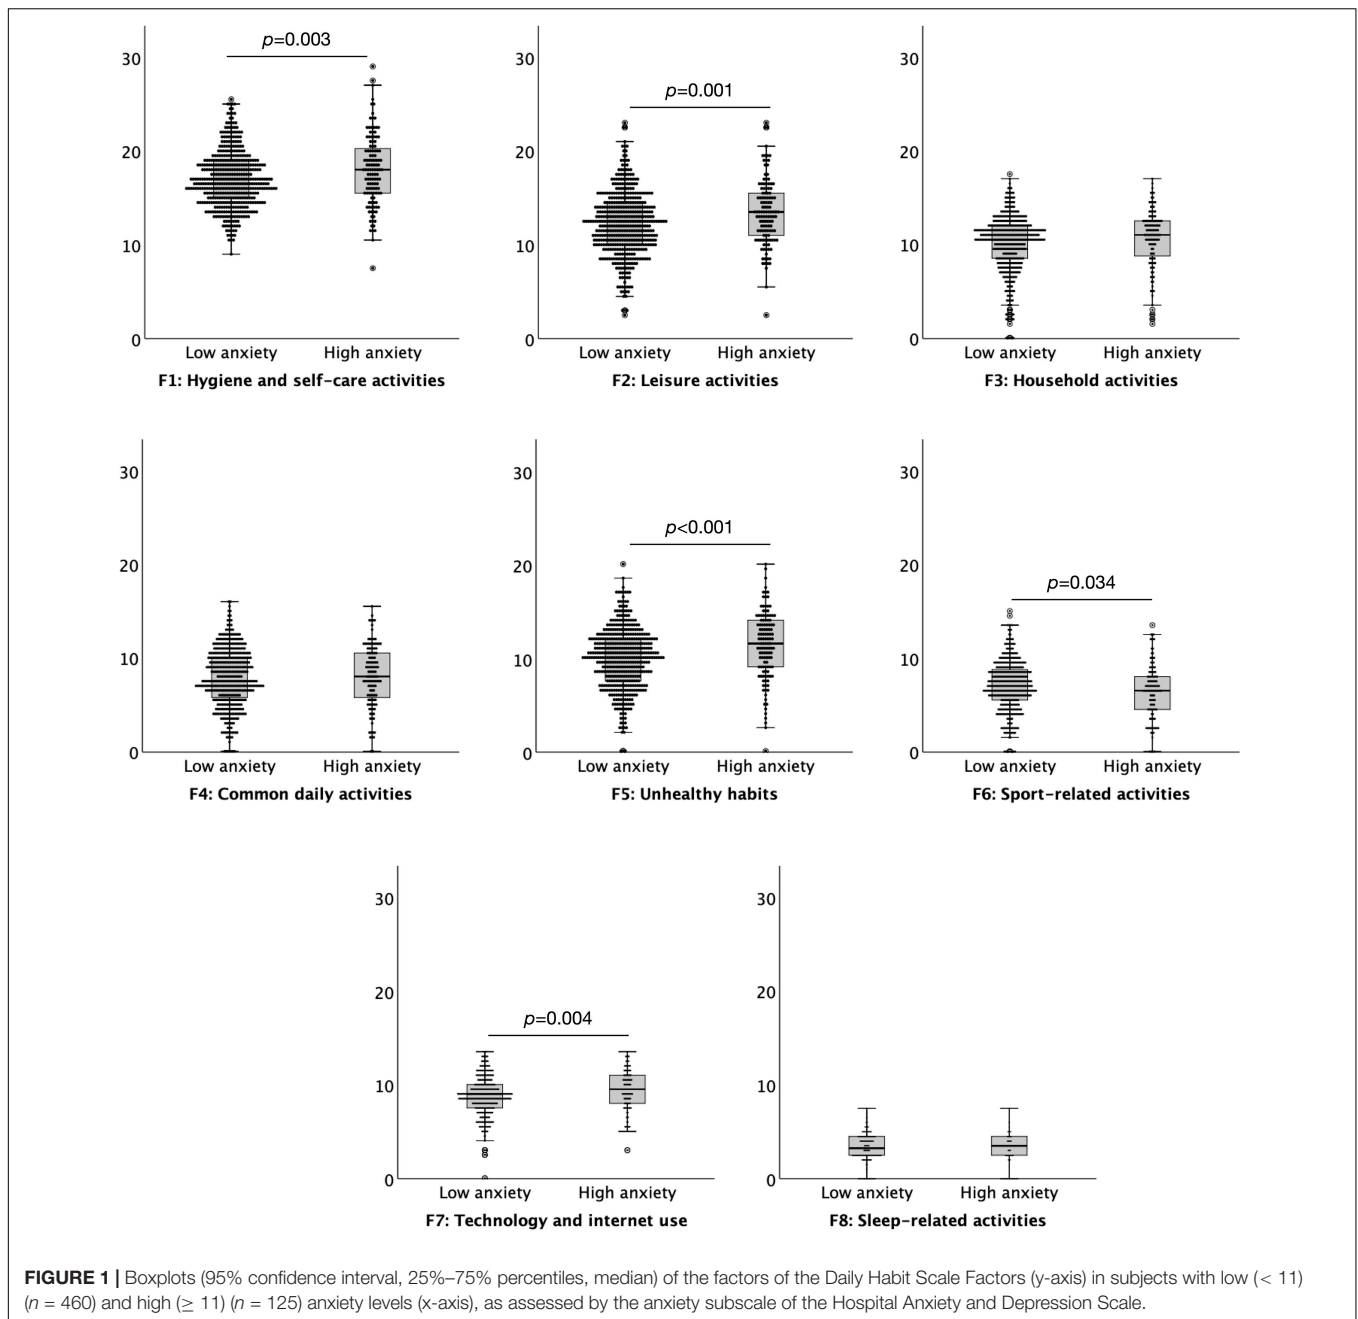 p=0.003
30
20
10
0
Low anxiety High anxiety
F1: Hygiene and self-care activities
p=0.001
30
20
10
0
Low anxiety High anxiety
F2: Leisure activities
30
20
10
0
Low anxiety High anxiety
F3: Household activities
30
20
10
0
Low anxiety High anxiety
F4: Common daily activities
p<0.001
30
20
10
0
Low anxiety High anxiety
F5: Unhealthy habits
p=0.034
30
20
10
0
Low anxiety High anxiety
F6: Sport-related activities
p=0.004
30
20
10
0
Low anxiety High anxiety
F7: Technology and internet use
30
20
10
0
Low anxiety High anxiety
F8: Sleep-related activities
FIGURE 1 | Boxplots (95% confidence interval, 25%–75% percentiles, median) of the factors of the Daily Habit Scale Factors (y-axis) in subjects with low (< 11)
(n = 460) and high (≥ 11) (n = 125) anxiety levels (x-axis), as assessed by the anxiety subscale of the Hospital Anxiety and Depression Scale.